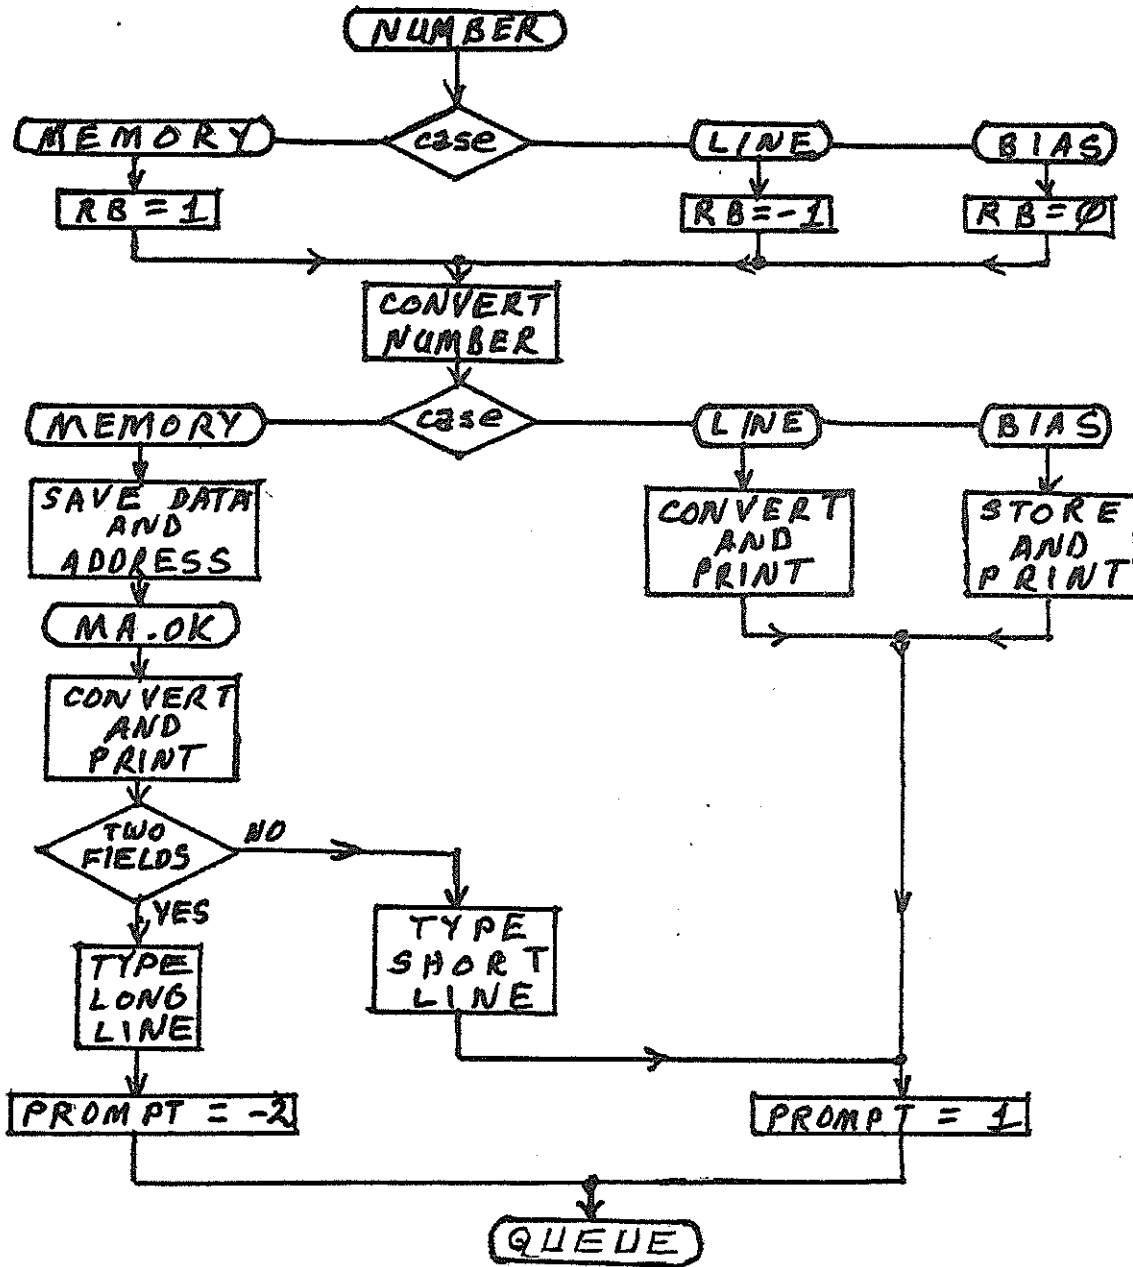 NUMBER
MEMORY
case
LINE
BIAS
RB = 1
RB = -1
RB = Ø
CONVERT
NUMBER
MEMORY
case
LINE
BIAS
SAVE DATA
AND
ADDRESS
CONVERT
AND
PRINT
STORE
AND
PRINT
MA.OK
CONVERT
AND
PRINT
TWO
FIELDS
NO
YES
TYPE
LONG
LINE
TYPE
SHORT
LINE
PROMPT = -2
PROMPT = 1
QUEUE